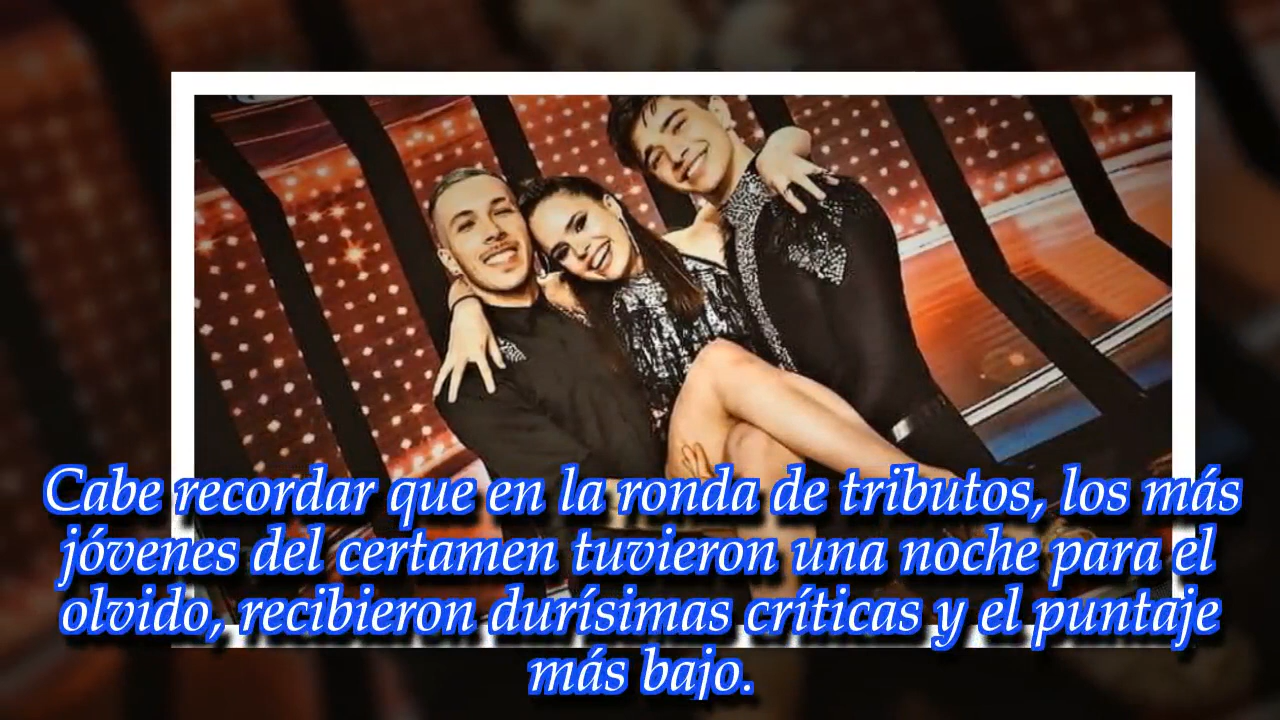 Cabe recordar que en la ronda de tributos, los más
jóvenes del certamen tuvieron una noche para el
olvido, recibieron durísimas críticas y el puntaje
más bajo.